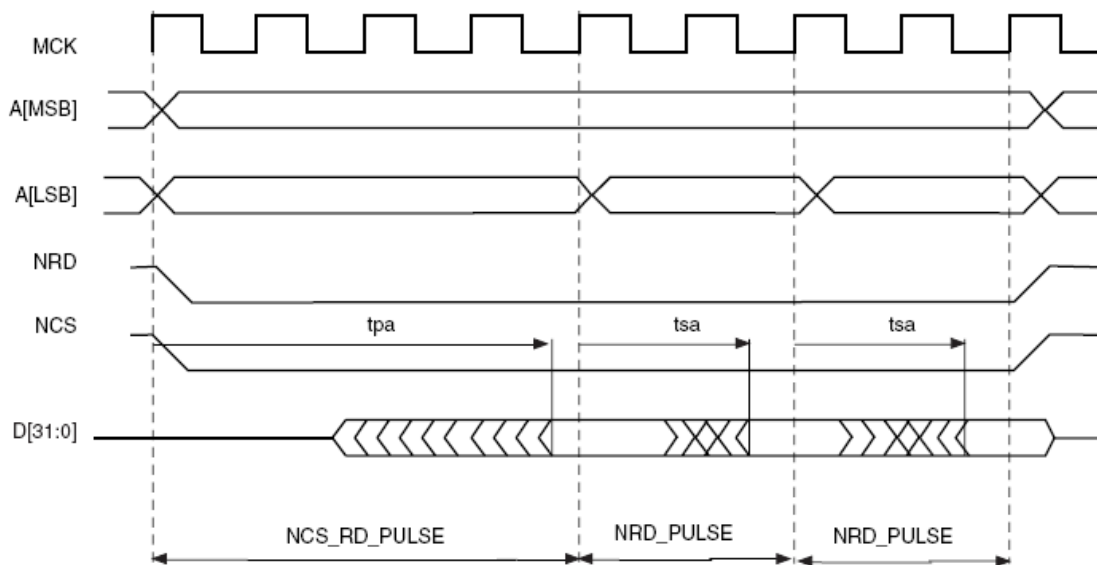 MCK
A[MSB]
A[LSB]
NRD
NCS
tpa
tsa
tsa
D[31:0]
NCS_RD_PULSE
NRD_PULSE
NRD_PULSE